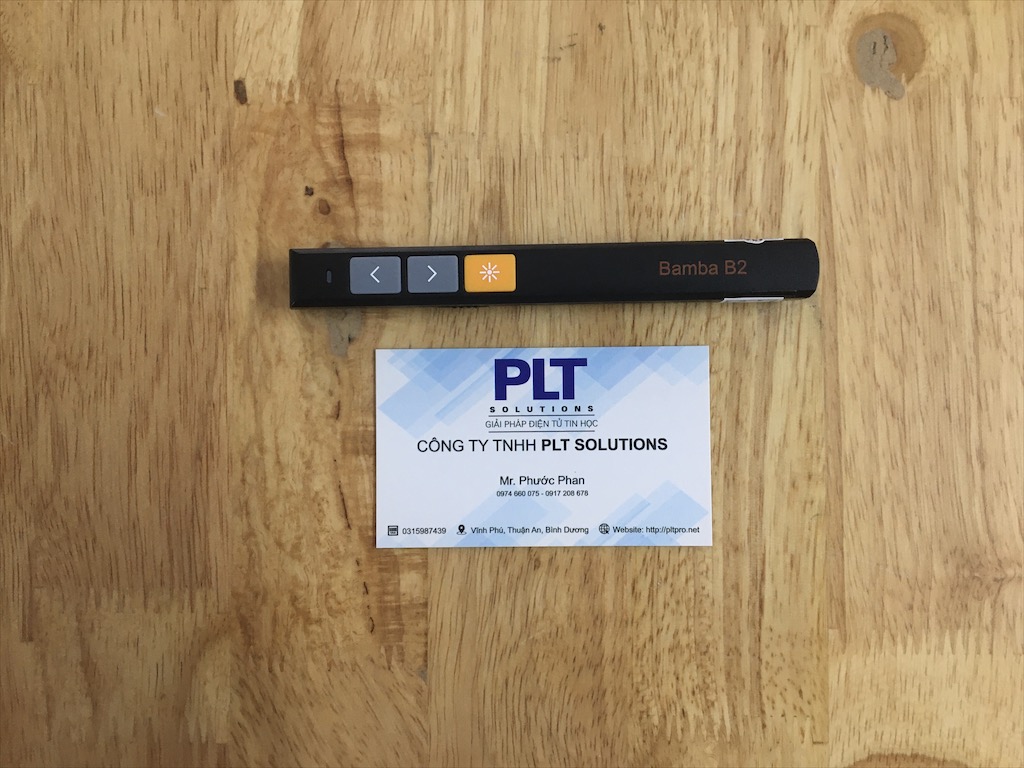 Bamba B2
PLT
SOLUTIONS
GIẢI PHÁP ĐIỆN TỬ TIN HỌC
CÔNG TY TNHH PLT SOLUTIONS
Mr. Phước Phan
0974 660 075 - 0917 208 678
0315987439 Vĩnh Phú, Thuận An, Bình Dương Website: http://pltpro.net